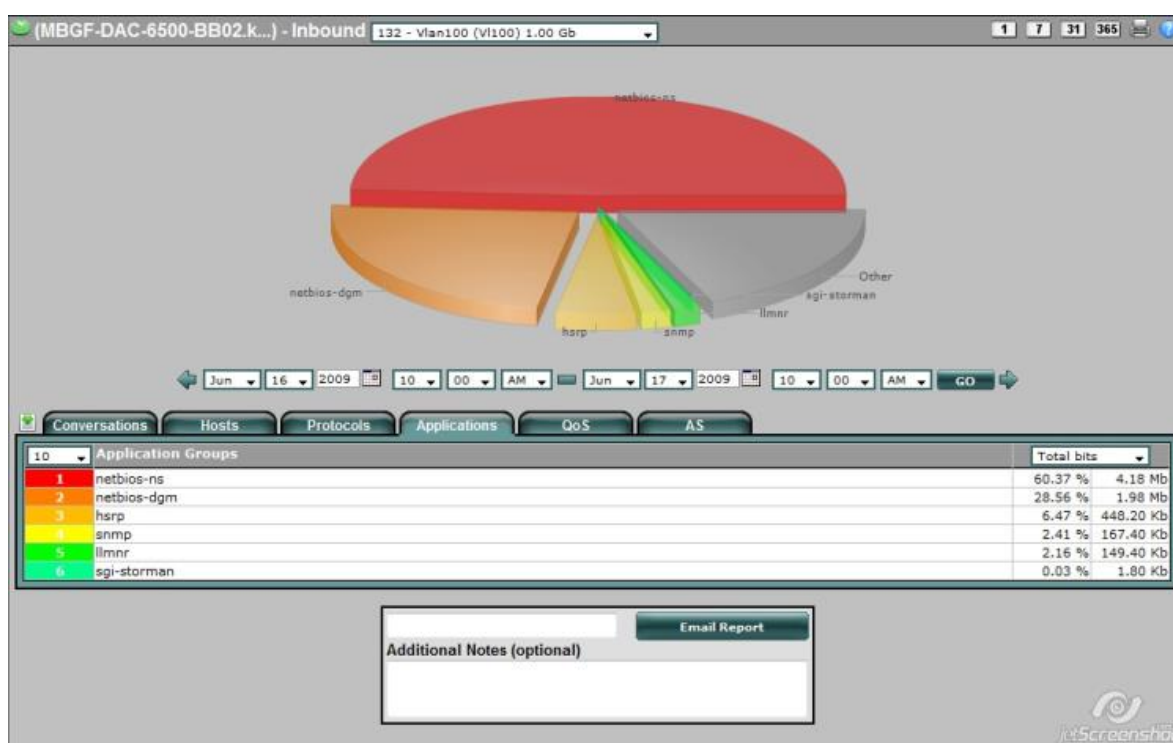 (MBGF-DAC-6500-BB02.k...) - Inbound 132 - Vlan100 (Vl100) 1.00 Gb 1 7 31 365 ?
netbios-ns
Other
netbios-dgm
sgi-storman
llmnr
hsrp
snmp
Jun 16 2009 10 00 AM Jun 17 2009 10 00 AM GO
Conversations Hosts Protocols Applications QoS AS
10 Application Groups Total bits
1 netbios-ns 60.37 % 4.18 Mb
2 netbios-dgm 28.56 % 1.98 Mb
3 hsrp 6.47 % 448.20 Kb
4 snmp 2.41 % 167.40 Kb
5 llmnr 2.16 % 149.40 Kb
6 sgi-storman 0.03 % 1.80 Kb
Email Report
Additional Notes (optional)
jetScreensho